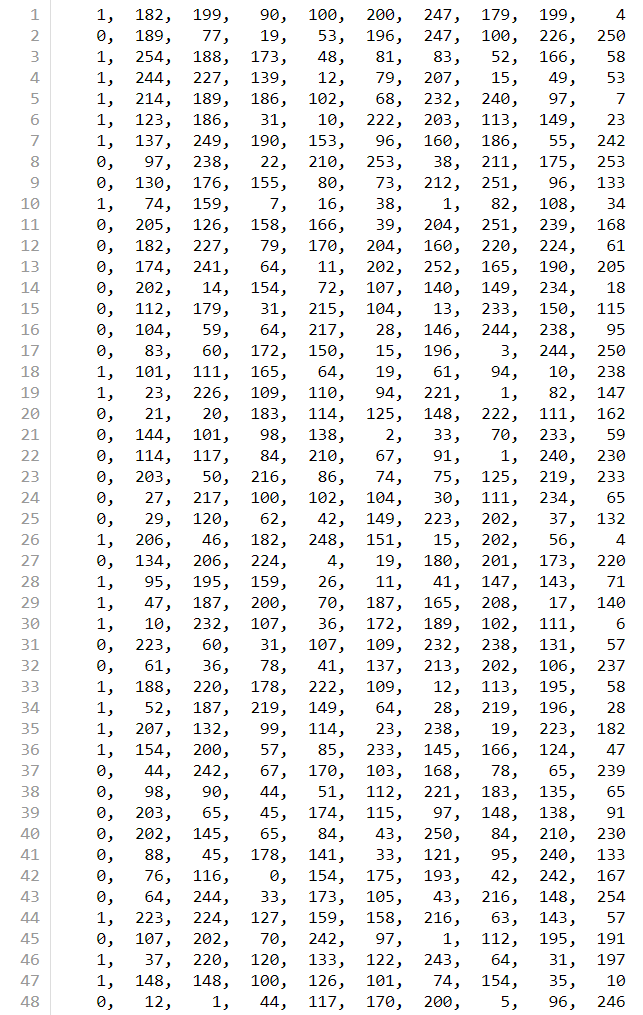 1 1, 182, 199, 90, 100, 200, 247, 179, 199, 4
2 0, 189, 77, 19, 53, 196, 247, 100, 226, 250
3 1, 254, 188, 173, 48, 81, 83, 52, 166, 58
4 1, 244, 227, 139, 12, 79, 207, 15, 49, 53
5 1, 214, 189, 186, 102, 68, 232, 240, 97, 7
6 1, 123, 186, 31, 10, 222, 203, 113, 149, 23
7 1, 137, 249, 190, 153, 96, 160, 186, 55, 242
8 0, 97, 238, 22, 210, 253, 38, 211, 175, 253
9 0, 130, 176, 155, 80, 73, 212, 251, 96, 133
10 1, 74, 159, 7, 16, 38, 1, 82, 108, 34
11 0, 205, 126, 158, 166, 39, 204, 251, 239, 168
12 0, 182, 227, 79, 170, 204, 160, 220, 224, 61
13 0, 174, 241, 64, 11, 202, 252, 165, 190, 205
14 0, 202, 14, 154, 72, 107, 140, 149, 234, 18
15 0, 112, 179, 31, 215, 104, 13, 233, 150, 115
16 0, 104, 59, 64, 217, 28, 146, 244, 238, 95
17 0, 83, 60, 172, 150, 15, 196, 3, 244, 250
18 1, 101, 111, 165, 64, 19, 61, 94, 10, 238
19 1, 23, 226, 109, 110, 94, 221, 1, 82, 147
20 0, 21, 20, 183, 114, 125, 148, 222, 111, 162
21 0, 144, 101, 98, 138, 2, 33, 70, 233, 59
22 0, 114, 117, 84, 210, 67, 91, 1, 240, 230
23 0, 203, 50, 216, 86, 74, 75, 125, 219, 233
24 0, 27, 217, 100, 102, 104, 30, 111, 234, 65
25 0, 29, 120, 62, 42, 149, 223, 202, 37, 132
26 1, 206, 46, 182, 248, 151, 15, 202, 56, 4
27 0, 134, 206, 224, 4, 19, 180, 201, 173, 220
28 1, 95, 195, 159, 26, 11, 41, 147, 143, 71
29 1, 47, 187, 200, 70, 187, 165, 208, 17, 140
30 1, 10, 232, 107, 36, 172, 189, 102, 111, 6
31 0, 223, 60, 31, 107, 109, 232, 238, 131, 57
32 0, 61, 36, 78, 41, 137, 213, 202, 106, 237
33 1, 188, 220, 178, 222, 109, 12, 113, 195, 58
34 1, 52, 187, 219, 149, 64, 28, 219, 196, 28
35 1, 207, 132, 99, 114, 23, 238, 19, 223, 182
36 1, 154, 200, 57, 85, 233, 145, 166, 124, 47
37 0, 44, 242, 67, 170, 103, 168, 78, 65, 239
38 0, 98, 90, 44, 51, 112, 221, 183, 135, 65
39 0, 203, 65, 45, 174, 115, 97, 148, 138, 91
40 0, 202, 145, 65, 84, 43, 250, 84, 210, 230
41 0, 88, 45, 178, 141, 33, 121, 95, 240, 133
42 0, 76, 116, 0, 154, 175, 193, 42, 242, 167
43 0, 64, 244, 33, 173, 105, 43, 216, 148, 254
44 1, 223, 224, 127, 159, 158, 216, 63, 143, 57
45 0, 107, 202, 70, 242, 97, 1, 112, 195, 191
46 1, 37, 220, 120, 133, 122, 243, 64, 31, 197
47 1, 148, 148, 100, 126, 101, 74, 154, 35, 10
48 0, 12, 1, 44, 117, 170, 200, 5, 96, 246